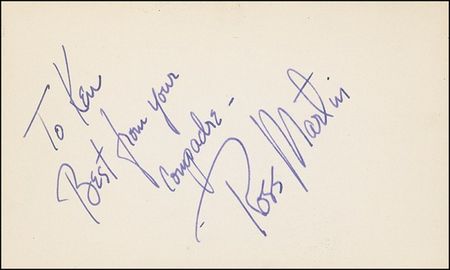 To Ken
Best from your
compadre -
- Ross Martin